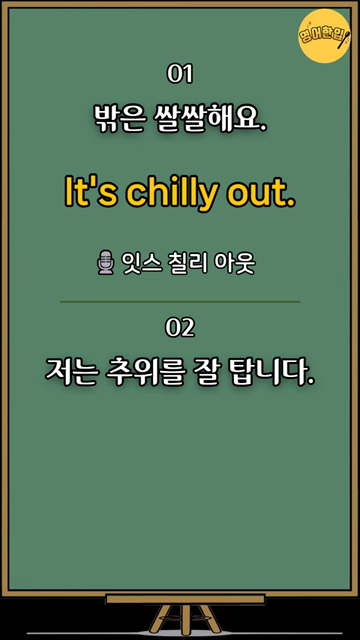 영어한입
01
밖은 쌀쌀해요.
It's chilly out.
잇스 칠리 아웃
02
저는 추위를 잘 탑니다.